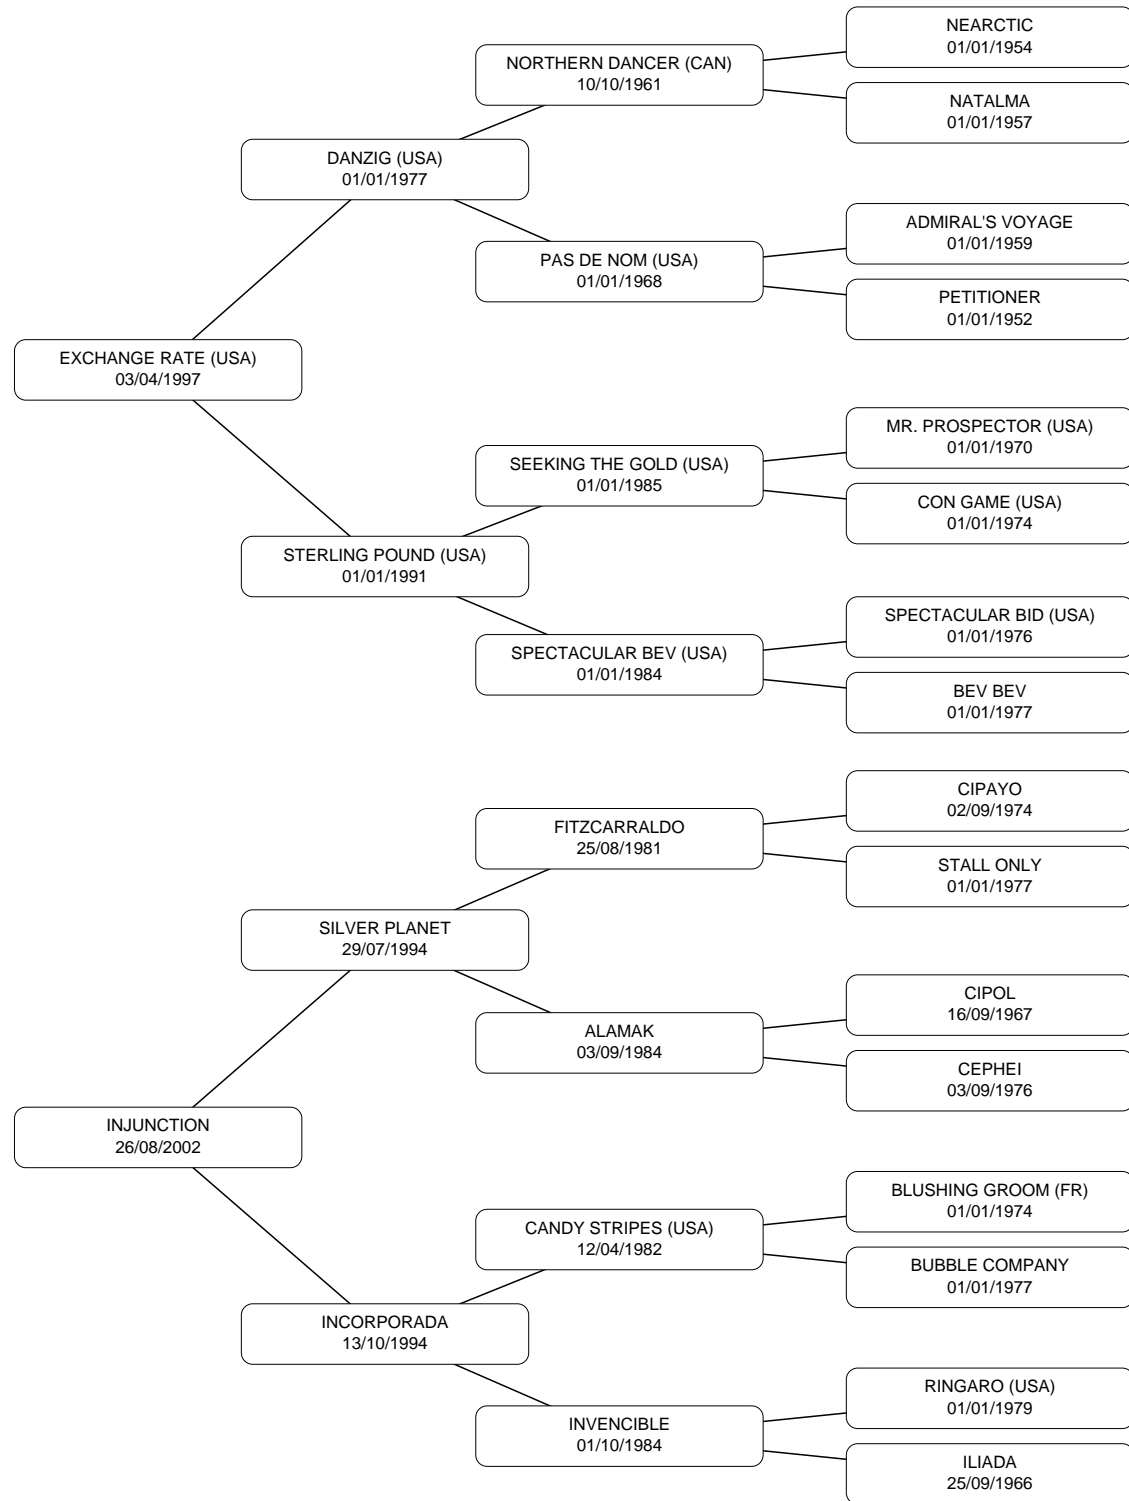 NEARCTIC
01/01/1954
NORTHERN DANCER (CAN)
10/10/1961
NATALMA
01/01/1957
DANZIG (USA)
01/01/1977
ADMIRAL'S VOYAGE
01/01/1959
PAS DE NOM (USA)
01/01/1968
PETITIONER
01/01/1952
EXCHANGE RATE (USA)
03/04/1997
MR. PROSPECTOR (USA)
01/01/1970
SEEKING THE GOLD (USA)
01/01/1985
CON GAME (USA)
01/01/1974
STERLING POUND (USA)
01/01/1991
SPECTACULAR BID (USA)
01/01/1976
SPECTACULAR BEV (USA)
01/01/1984
BEV BEV
01/01/1977
CIPAYO
02/09/1974
FITZCARRALDO
25/08/1981
STALL ONLY
01/01/1977
SILVER PLANET
29/07/1994
CIPOL
16/09/1967
ALAMAK
03/09/1984
CEPHEI
03/09/1976
INJUNCTION
26/08/2002
BLUSHING GROOM (FR)
01/01/1974
CANDY STRIPES (USA)
12/04/1982
BUBBLE COMPANY
01/01/1977
INCORPORADA
13/10/1994
RINGARO (USA)
01/01/1979
INVENCIBLE
01/10/1984
ILIADA
25/09/1966